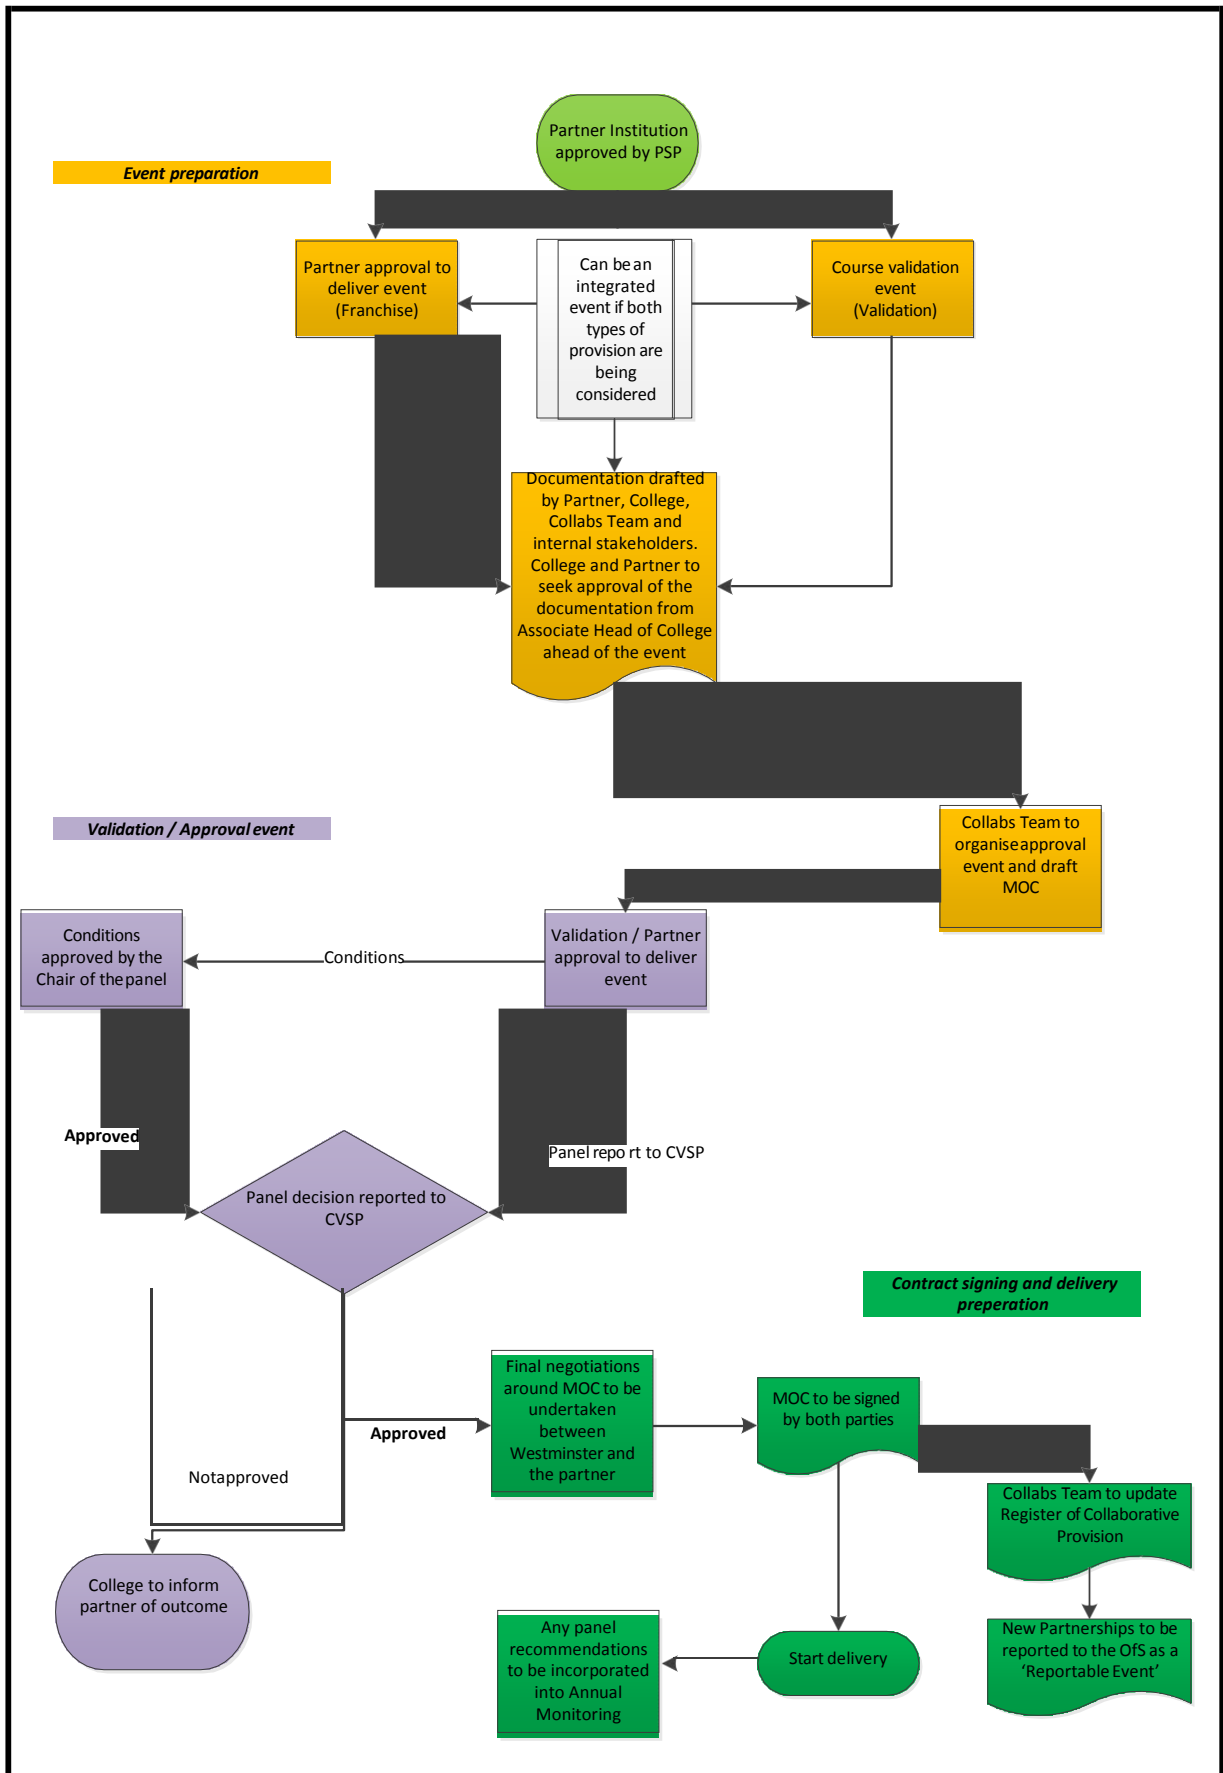 Partner Institution
approved by PSP
Event preparation
Partner approval to
deliver event
(Franchise)
Can be an
integrated
event if both
types of
provision are
being
considered
Course validation
event
(Validation)
Documentation drafted
by Partner, College,
Collabs Team and
internal stakeholders.
College and Partner to
seek approval of the
documentation from
Associate Head of College
ahead of the event
Validation / Approval event
Collabs Team to
organise approval
event and draft
MOC
Conditions
approved by the
Chair of the panel
Conditions
Validation / Partner
approval to deliver
event
Approved
Panel report to CVSP
Panel decision reported to
CVSP
Contract signing and delivery
preperation
Final negotiations
around MOC to be
undertaken
between
Westminster and
the partner
MOC to be signed
by both parties
Approved
Not approved
Collabs Team to update
Register of Collaborative
Provision
College to inform
partner of outcome
Any panel
recommendations
to be incorporated
into Annual
Monitoring
Start delivery
New Partnerships to be
reported to the OfS as a
‘Reportable Event’